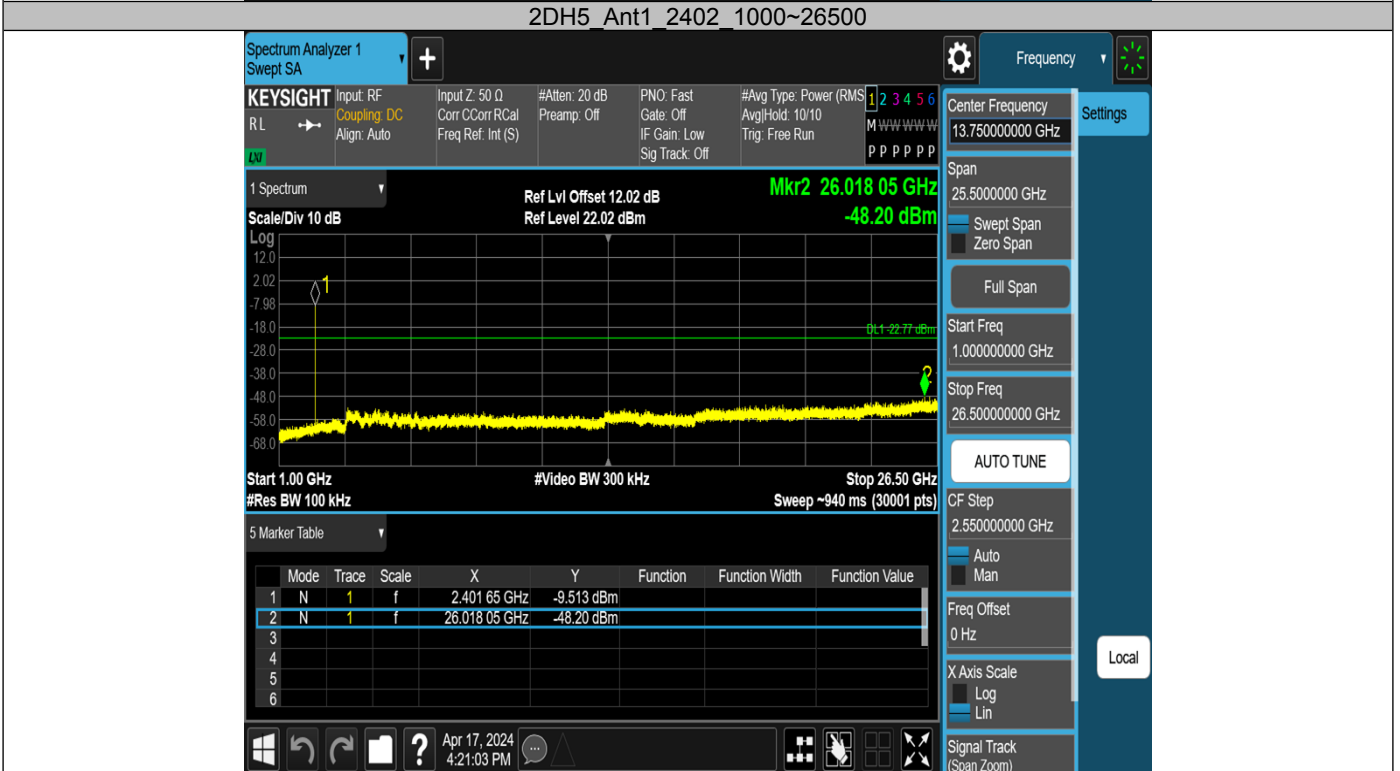 2DH5_Ant1_2402_1000~26500
Spectrum Analyzer 1
Swept SA
+
Frequency
KEYSIGHT
RL
LXI
Input: RF
Coupling: DC
Align: Auto
Input Z: 50 Ω
Corr CCorr RCal
Freq Ref: Int (S)
#Atten: 20 dB
Preamp: Off
PNO: Fast
Gate: Off
IF Gain: Low
Sig Track: Off
#Avg Type: Power (RMS
Avg|Hold: 10/10
Trig: Free Run
1 2 3 4 5 6
M W W W W W
P P P P P P
1 Spectrum
Scale/Div 10 dB
Ref Lvl Offset 12.02 dB
Ref Level 22.02 dBm
Mkr2 26.018 05 GHz
-48.20 dBm
Log
12.0
2.02
-7.98
-18.0
-28.0
-38.0
-48.0
-58.0
-68.0
1
DL1 -22.77 dBm
2
Start 1.00 GHz
#Video BW 300 kHz
Stop 26.50 GHz
#Res BW 100 kHz
Sweep ~940 ms (30001 pts)
5 Marker Table
Mode Trace Scale X Y Function Function Width Function Value
1 N 1 f 2.401 65 GHz -9.513 dBm
2 N 1 f 26.018 05 GHz -48.20 dBm
3
4
5
6
Center Frequency
13.750000000 GHz
Settings
Span
25.5000000 GHz
Swept Span
Zero Span
Full Span
Start Freq
1.000000000 GHz
Stop Freq
26.500000000 GHz
AUTO TUNE
CF Step
2.550000000 GHz
Auto
Man
Freq Offset
0 Hz
X Axis Scale
Log
Lin
Signal Track
(Span Zoom)
Local
?
Apr 17, 2024
4:21:03 PM